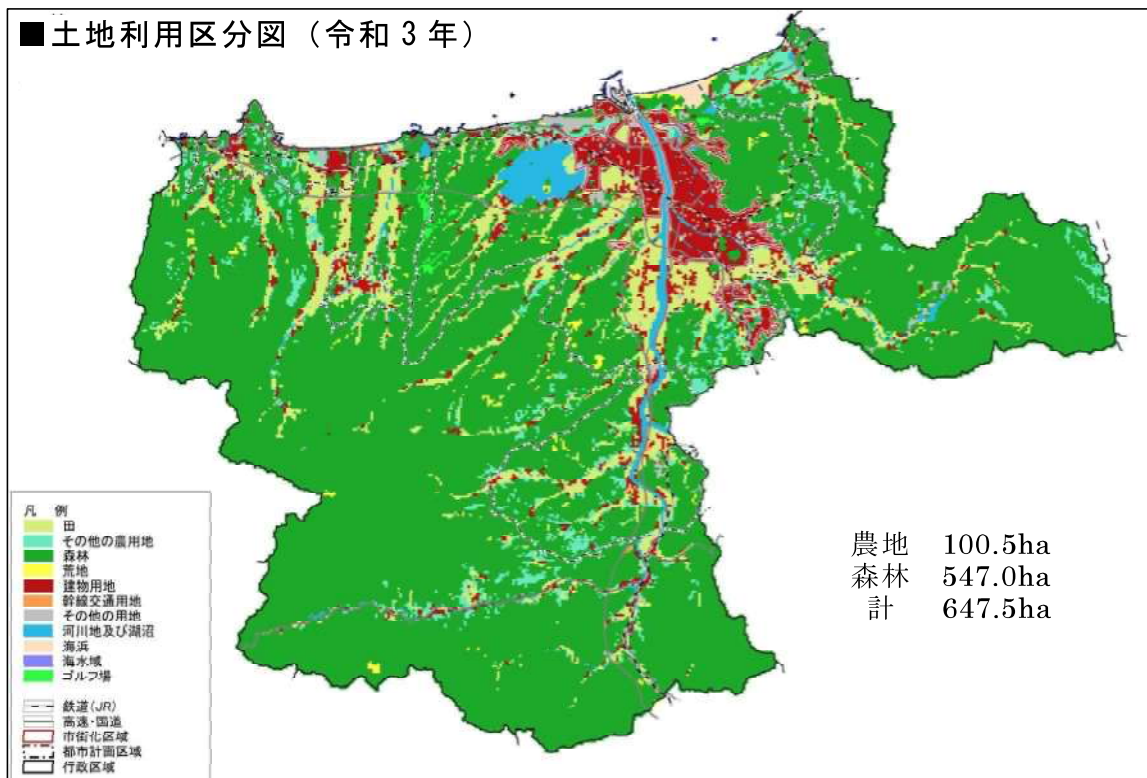 ■土地利用区分図（令和３年）
凡 例
田
その他の農用地
森林
荒地
建物用地
幹線交通用地
その他の用地
河川地及び湖沼
海浜
海水域
ゴルフ場
鉄道(JR)
高速・国道
市街化区域
都市計画区域
行政区域
農地 100.5ha
森林 547.0ha
計 647.5ha